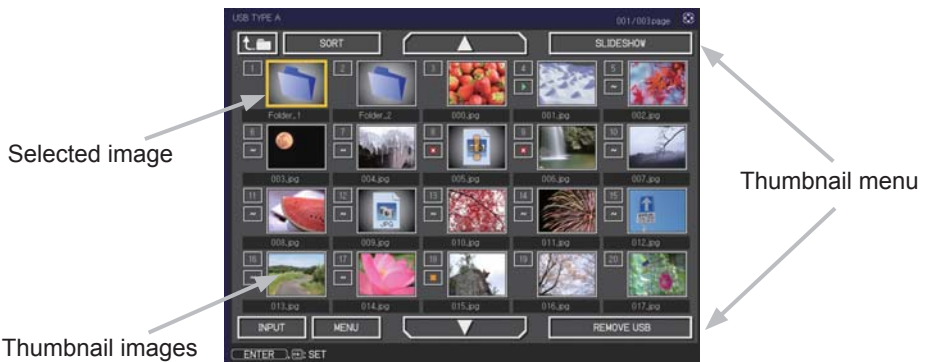 USB TYPE A 001/003page
SORT SLIDESHOW
1 2 3 4 5
Folder_1 Folder_2 000.jpg 001.jpg 002.jpg
6 7 8 9 10
003.jpg 004.jpg 005.jpg 006.jpg 007.jpg
11 12 13 14 15
JPG
008.jpg 009.jpg 010.jpg 011.jpg 012.jpg
16 17 18 19 20
013.jpg 014.jpg 015.jpg 016.jpg 017.jpg
INPUT MENU REMOVE USB
ENTER , : SET
Selected image
Thumbnail menu
Thumbnail images